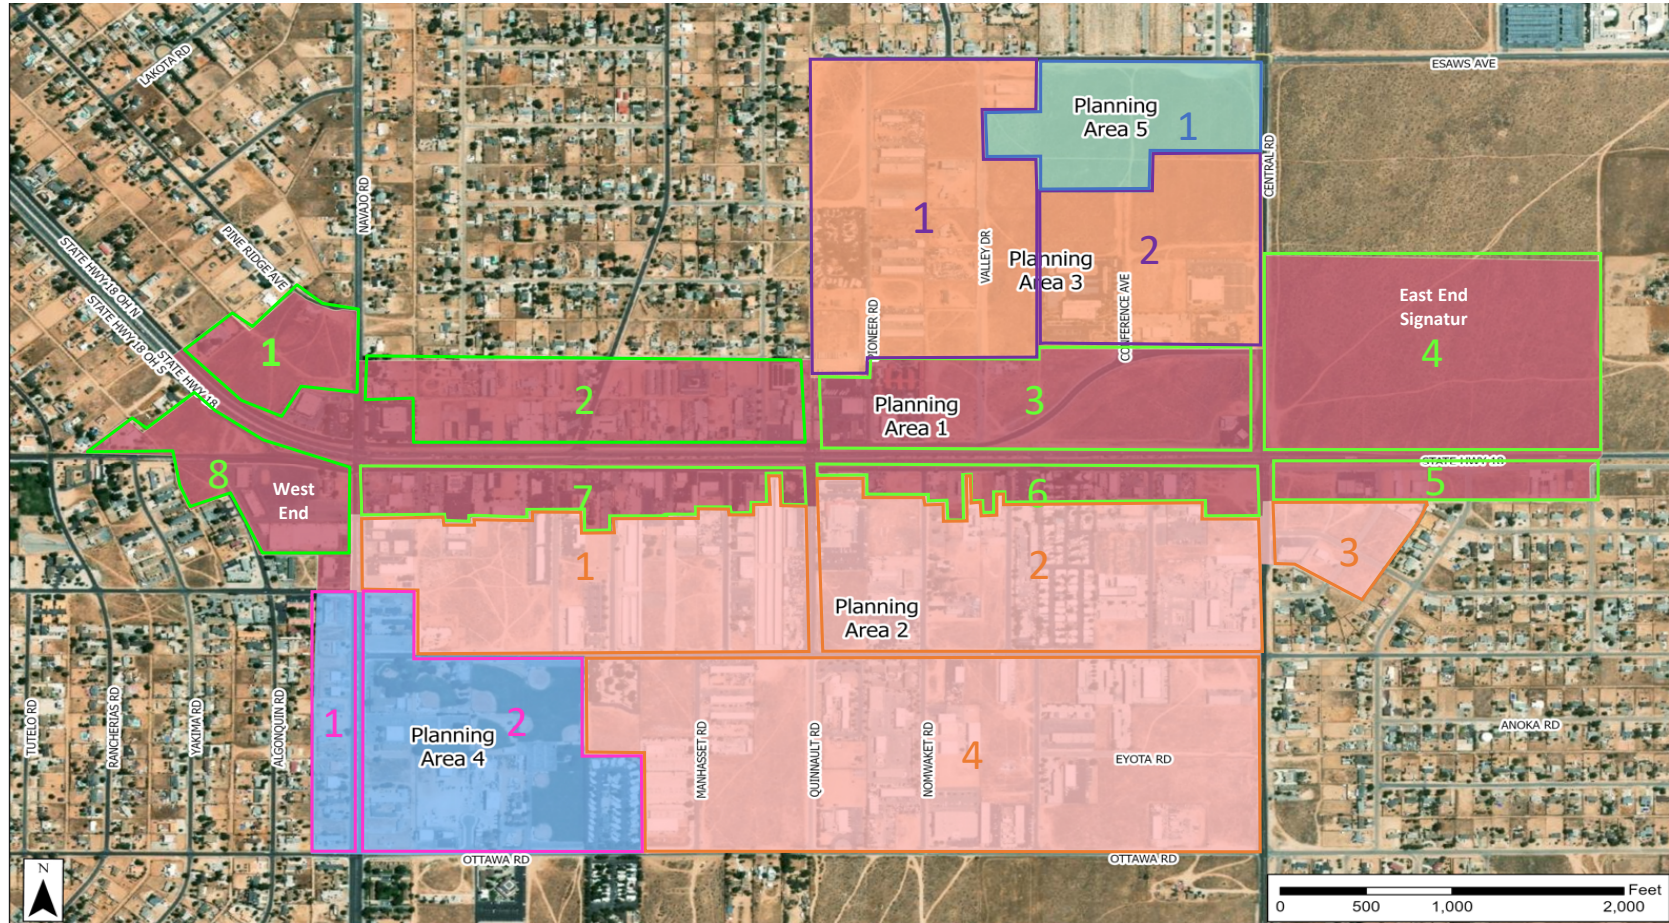 LAKOTA RD
ESAWS AVE
Planning
Area 5
1
CENTRAL RD
NAVAJO RD
PINE RIDGE AVE
STATE HWY 18 OH N
STATE HWY 18 OH S
STATE HWY 18
1
VALLEY DR
Planning
Area 3
2
CONFERENCE AVE
PIONEER RD
East End
Signatur
4
1
2
Planning
Area 1
3
STATE HWY 18
8
West
End
7
6
5
1
2
3
Planning
Area 2
TUTELO RD
RANCHERIAS RD
YAKIMA RD
ALGONQUIN RD
1
Planning
Area 4
2
MANHASSET RD
QUINNAULT RD
NOMWAKET RD
4
EYOTA RD
ANOKA RD
OTTAWA RD
OTTAWA RD
N
Feet
0
500
1,000
2,000